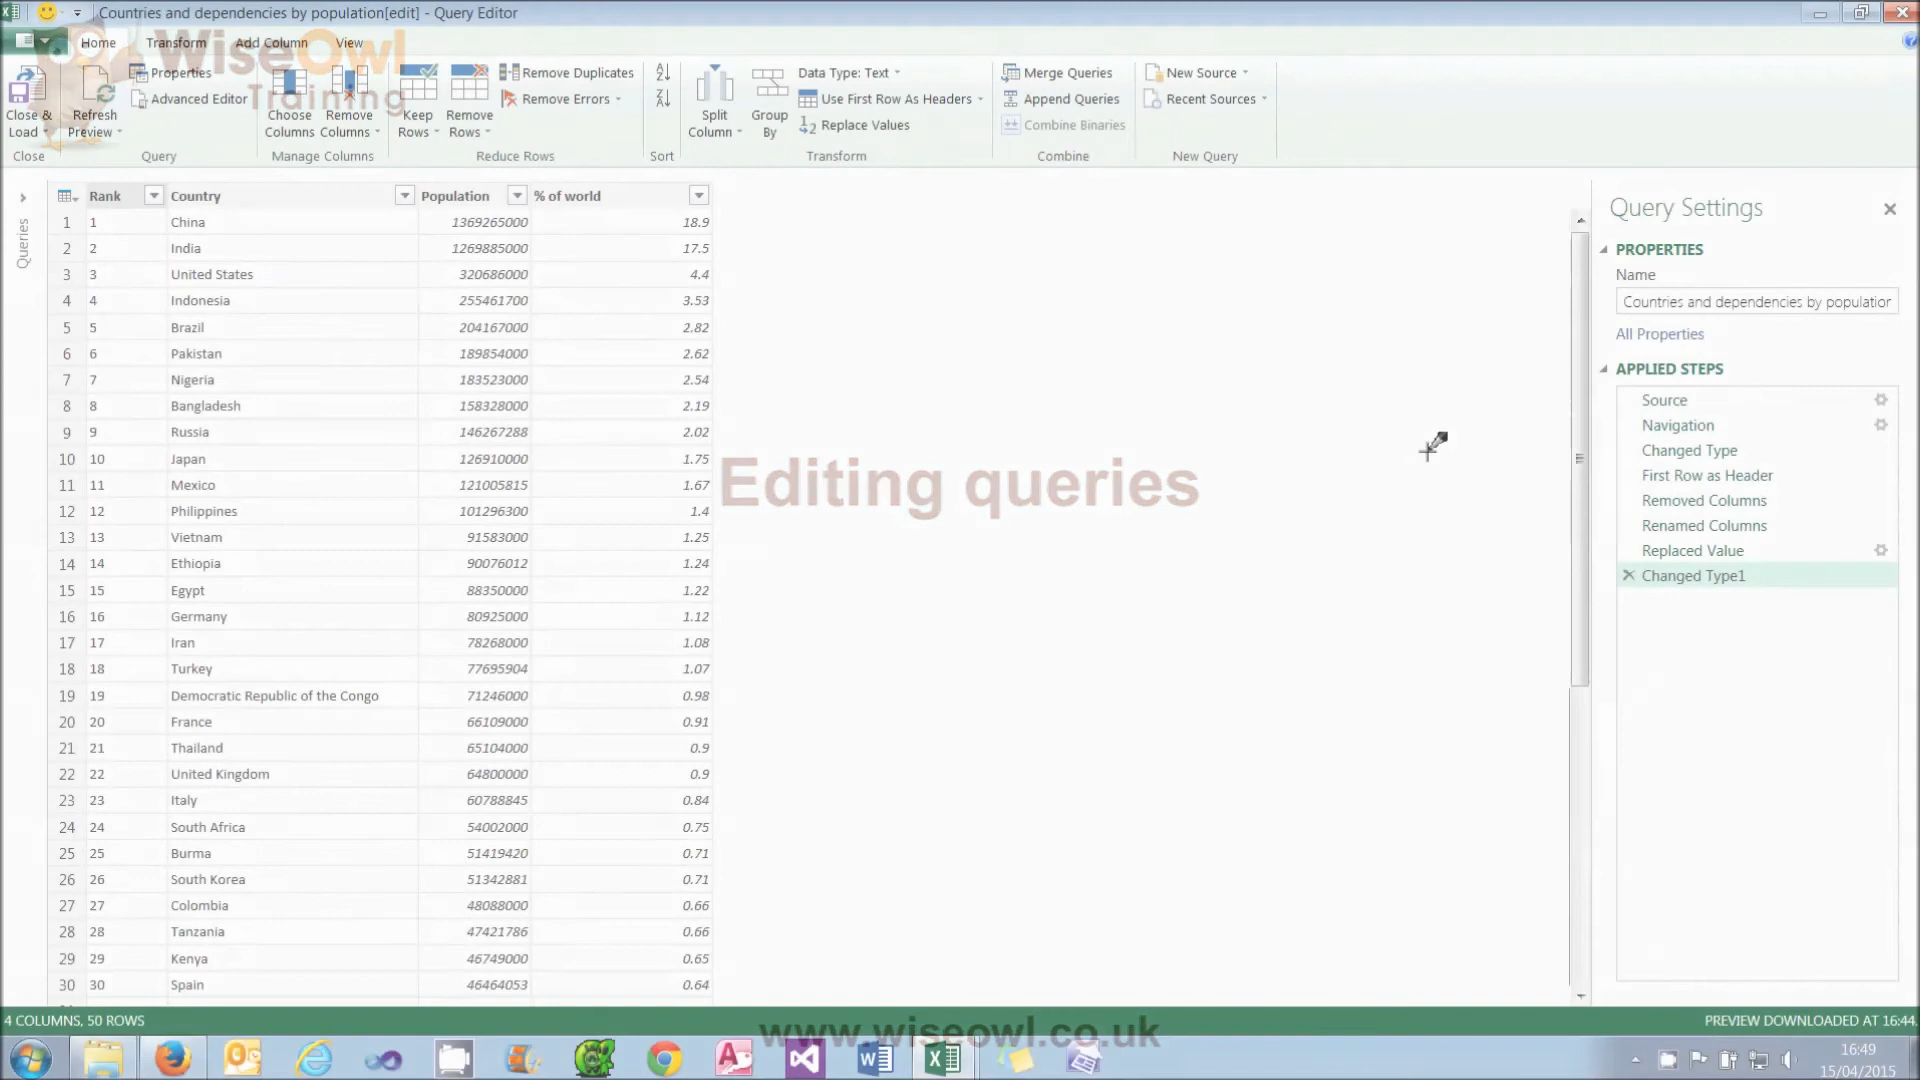 Countries and dependencies by population[edit] - Query Editor
Home Transform Add Column View
WiseOwl
Training
Close & Load
Refresh Preview
Properties
Advanced Editor
Choose Columns
Remove Columns
Keep Rows
Remove Rows
Remove Duplicates
Remove Errors
Split Column
Group By
Data Type: Text
Use First Row As Headers
Replace Values
Merge Queries
Append Queries
Combine Binaries
New Source
Recent Sources
Close Query Manage Columns Reduce Rows Sort Transform Combine New Query
Queries
Rank Country Population % of world
1 1 China 1369265000 18.9
2 2 India 1269885000 17.5
3 3 United States 320686000 4.4
4 4 Indonesia 255461700 3.53
5 5 Brazil 204167000 2.82
6 6 Pakistan 189854000 2.62
7 7 Nigeria 183523000 2.54
8 8 Bangladesh 158328000 2.19
9 9 Russia 146267288 2.02
10 10 Japan 126910000 1.75
11 11 Mexico 121005815 1.67
12 12 Philippines 101296300 1.4
13 13 Vietnam 91583000 1.25
14 14 Ethiopia 90076012 1.24
15 15 Egypt 88350000 1.22
16 16 Germany 80925000 1.12
17 17 Iran 78268000 1.08
18 18 Turkey 77695904 1.07
19 19 Democratic Republic of the Congo 71246000 0.98
20 20 France 66109000 0.91
21 21 Thailand 65104000 0.9
22 22 United Kingdom 64800000 0.9
23 23 Italy 60788845 0.84
24 24 South Africa 54002000 0.75
25 25 Burma 51419420 0.71
26 26 South Korea 51342881 0.71
27 27 Colombia 48088000 0.66
28 28 Tanzania 47421786 0.66
29 29 Kenya 46749000 0.65
30 30 Spain 46464053 0.64
Editing queries
Query Settings
PROPERTIES
Name
Countries and dependencies by population
All Properties
APPLIED STEPS
Source
Navigation
Changed Type
First Row as Header
Removed Columns
Renamed Columns
Replaced Value
Changed Type1
4 COLUMNS, 50 ROWS
PREVIEW DOWNLOADED AT 16:44.
www.wiseowl.co.uk
16:49
15/04/2015